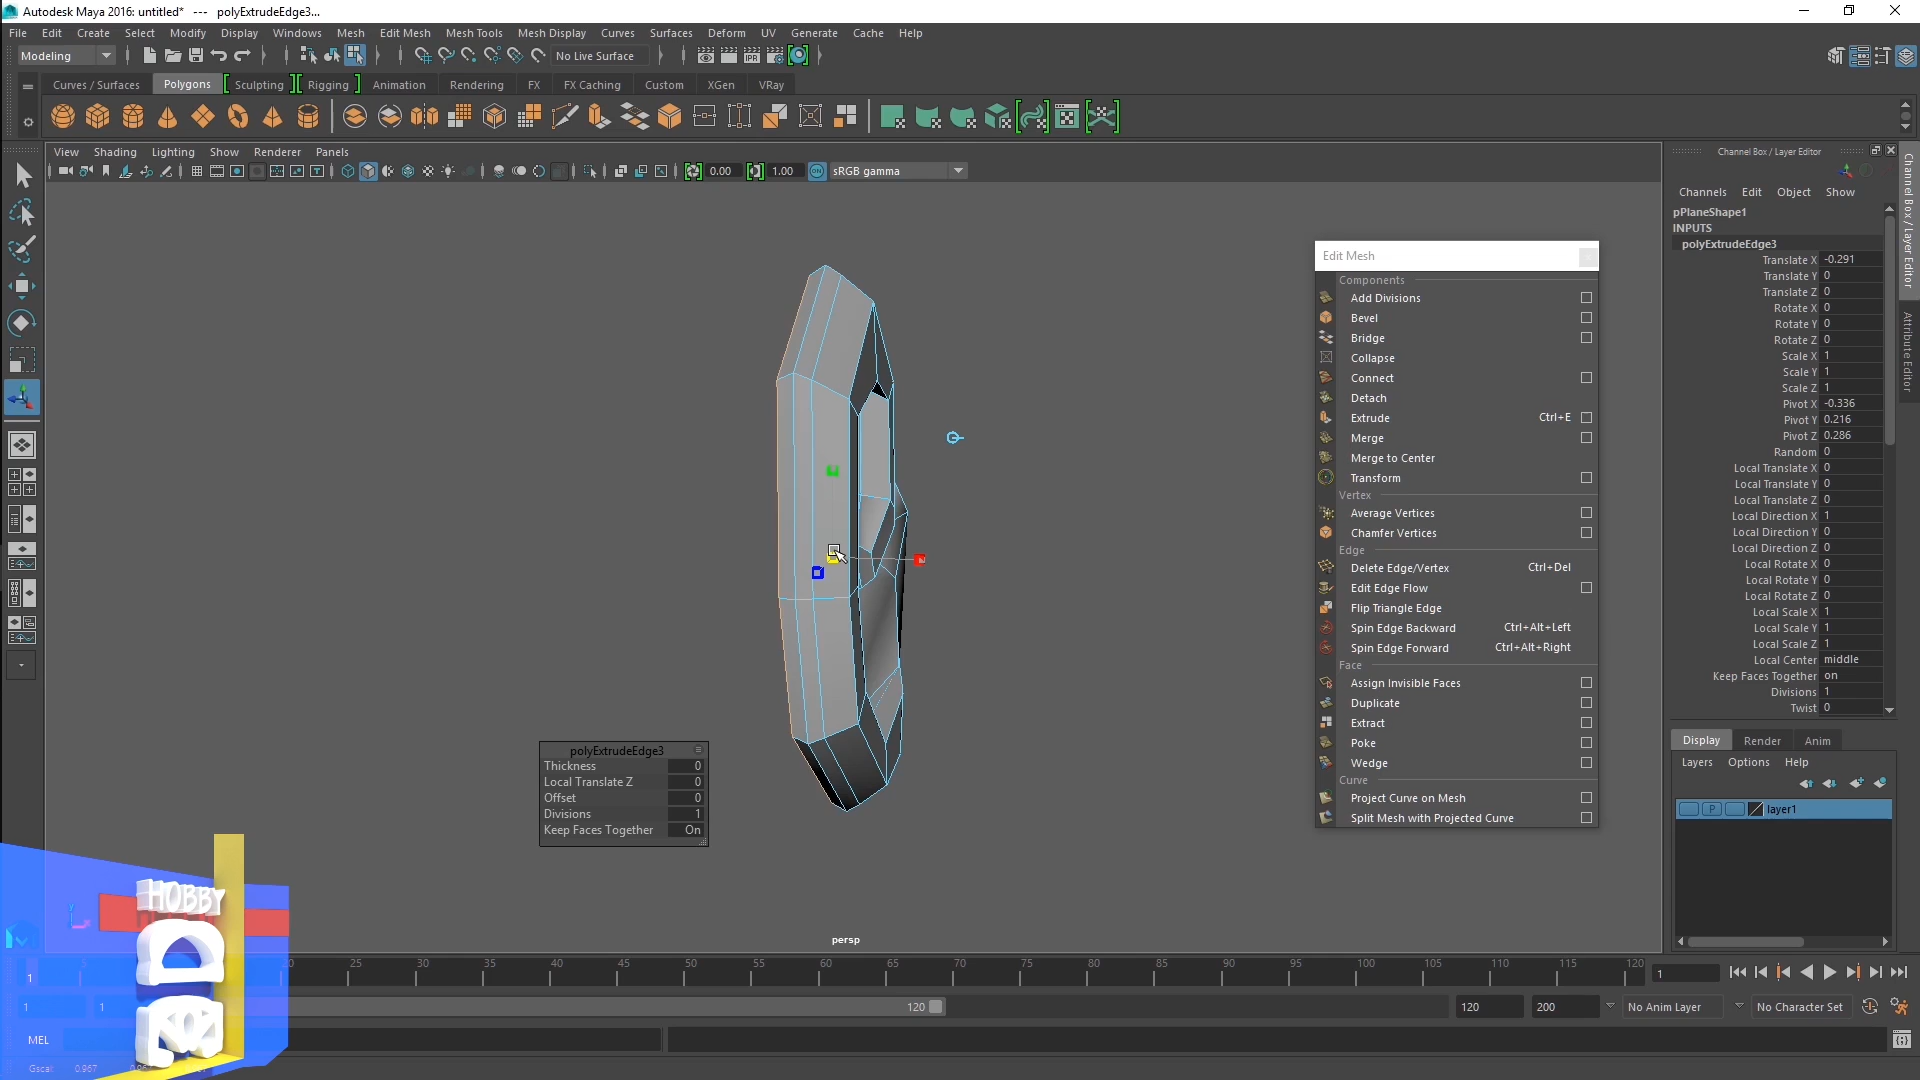 Autodesk Maya 2016: untitled* --- polyExtrudeEdge3...
File Edit Create Select Modify Display Windows Mesh Edit Mesh Mesh Tools Mesh Display Curves Surfaces Deform UV Generate Cache Help
Modeling No Live Surface
Curves / Surfaces Polygons Sculpting Rigging Animation Rendering FX FX Caching Custom XGen VRay
View Shading Lighting Show Renderer Panels
0.00 1.00 sRGB gamma
Channel Box / Layer Editor
Channels Edit Object Show
pPlaneShape1
INPUTS
polyExtrudeEdge3
Translate X -0.291
Translate Y 0
Translate Z 0
Rotate X 0
Rotate Y 0
Rotate Z 0
Scale X 1
Scale Y 1
Scale Z 1
Pivot X -0.336
Pivot Y 0.216
Pivot Z 0.286
Random 0
Local Translate X 0
Local Translate Y 0
Local Translate Z 0
Local Direction X 1
Local Direction Y 0
Local Direction Z 0
Local Rotate X 0
Local Rotate Y 0
Local Rotate Z 0
Local Scale X 1
Local Scale Y 1
Local Scale Z 1
Local Center middle
Keep Faces Together on
Divisions 1
Twist 0
Channel Box / Layer Editor
Attribute Editor
Edit Mesh
Components
Add Divisions
Bevel
Bridge
Collapse
Connect
Detach
Extrude Ctrl+E
Merge
Merge to Center
Transform
Vertex
Average Vertices
Chamfer Vertices
Edge
Delete Edge/Vertex Ctrl+Del
Edit Edge Flow
Flip Triangle Edge
Spin Edge Backward Ctrl+Alt+Left
Spin Edge Forward Ctrl+Alt+Right
Face
Assign Invisible Faces
Duplicate
Extract
Poke
Wedge
Curve
Project Curve on Mesh
Split Mesh with Projected Curve
polyExtrudeEdge3
Thickness 0
Local Translate Z 0
Offset 0
Divisions 1
Keep Faces Together On
Display Render Anim
Layers Options Help
P layer1
persp
HOBBY
1 5 20 25 30 35 40 45 50 55 60 65 70 75 80 85 90 95 100 105 110 115 120 1
1 1 120 120 200 No Anim Layer No Character Set
MEL
0.967